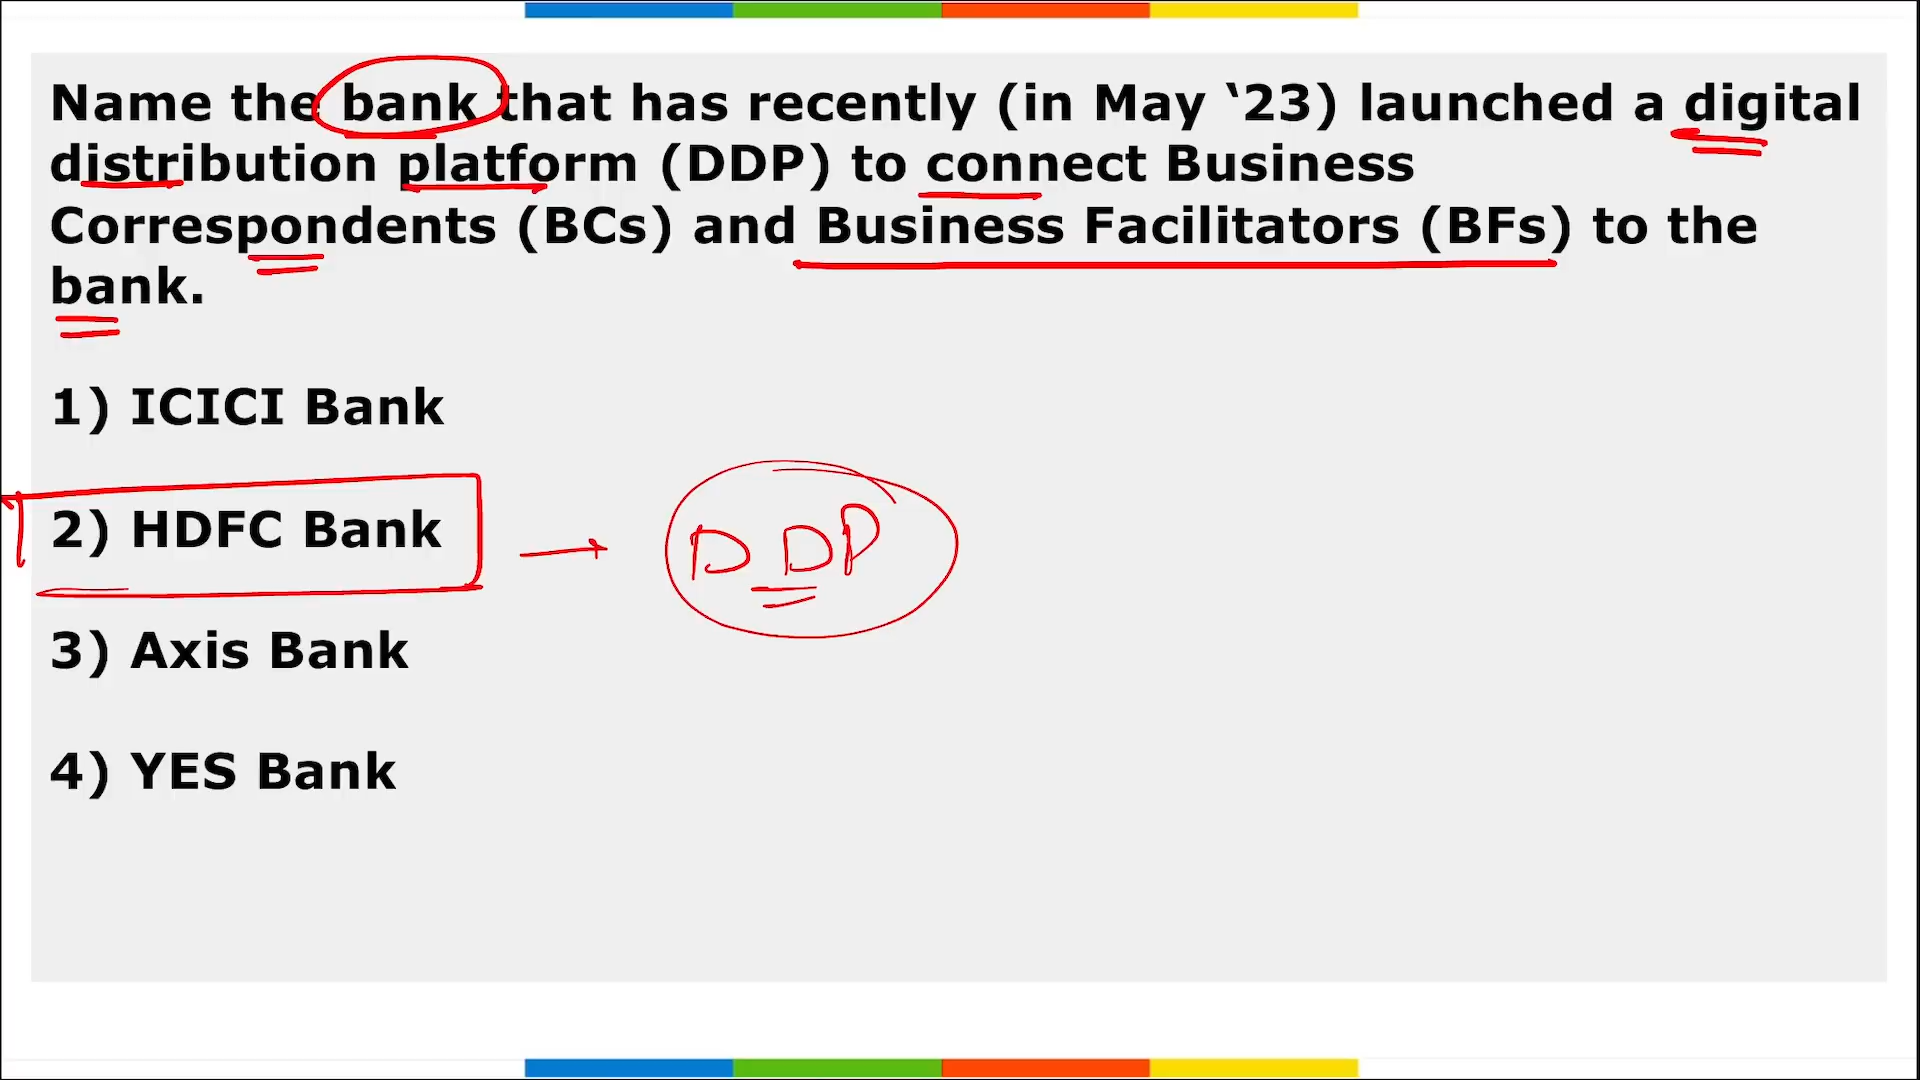 Name the bank that has recently (in May ‘23) launched a digital
distribution platform (DDP) to connect Business
Correspondents (BCs) and Business Facilitators (BFs) to the
bank.
1) ICICI Bank
2) HDFC Bank
DDP
3) Axis Bank
4) YES Bank